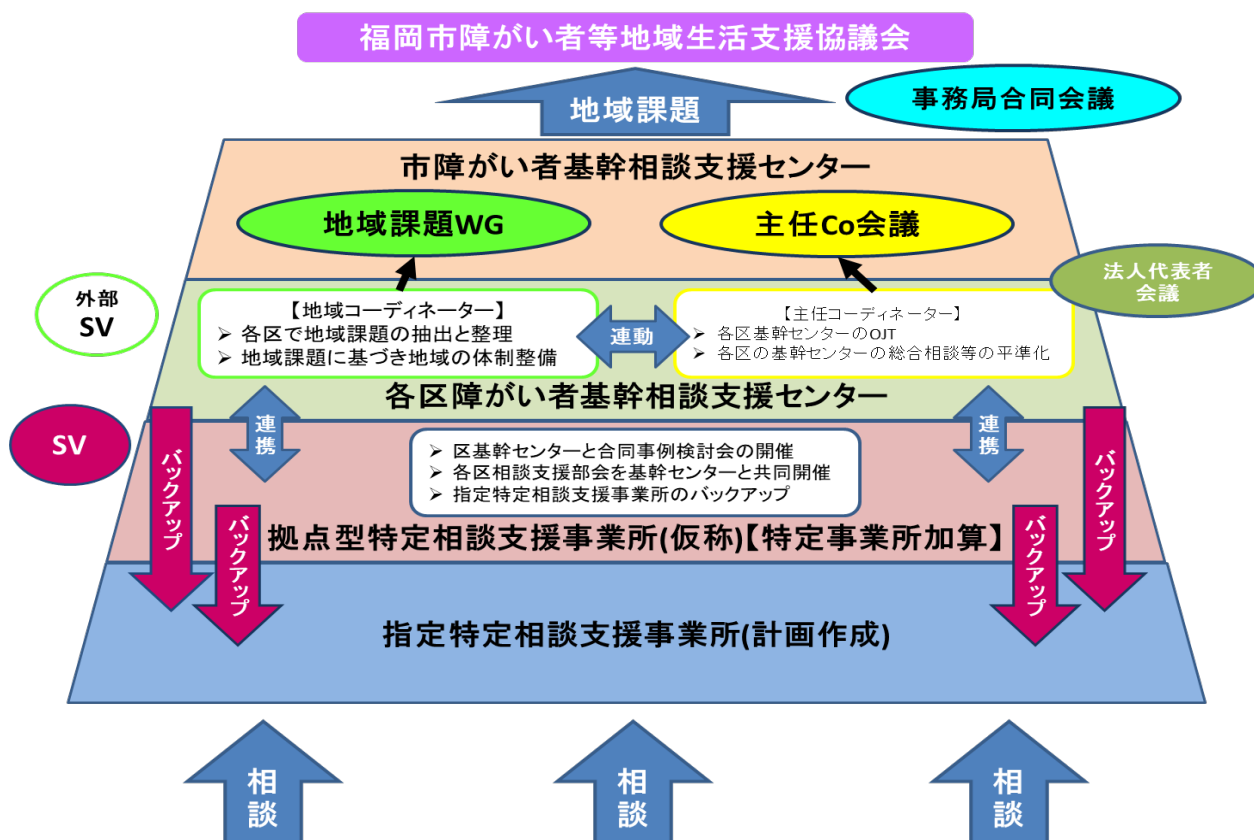 福岡市障がい者等地域生活支援協議会
地域課題
事務局合同会議
市障がい者基幹相談支援センター
地域課題WG
主任Co会議
法人代表者
会議
外部
SV
【地域コーディネーター】
➢ 各区で地域課題の抽出と整理
➢ 地域課題に基づき地域の体制整備
連動
【主任コーディネーター】
➢ 各区基幹センターのOJT
➢ 各区の基幹センターの総合相談等の平準化
各区障がい者基幹相談支援センター
SV
連携
連携
➢ 区基幹センターと合同事例検討会の開催
➢ 各区相談支援部会を基幹センターと共同開催
➢ 指定特定相談支援事業所のバックアップ
バックアップ
バックアップ
バックアップ
バックアップ
拠点型特定相談支援事業所(仮称)【特定事業所加算】
指定特定相談支援事業所(計画作成)
相談
相談
相談